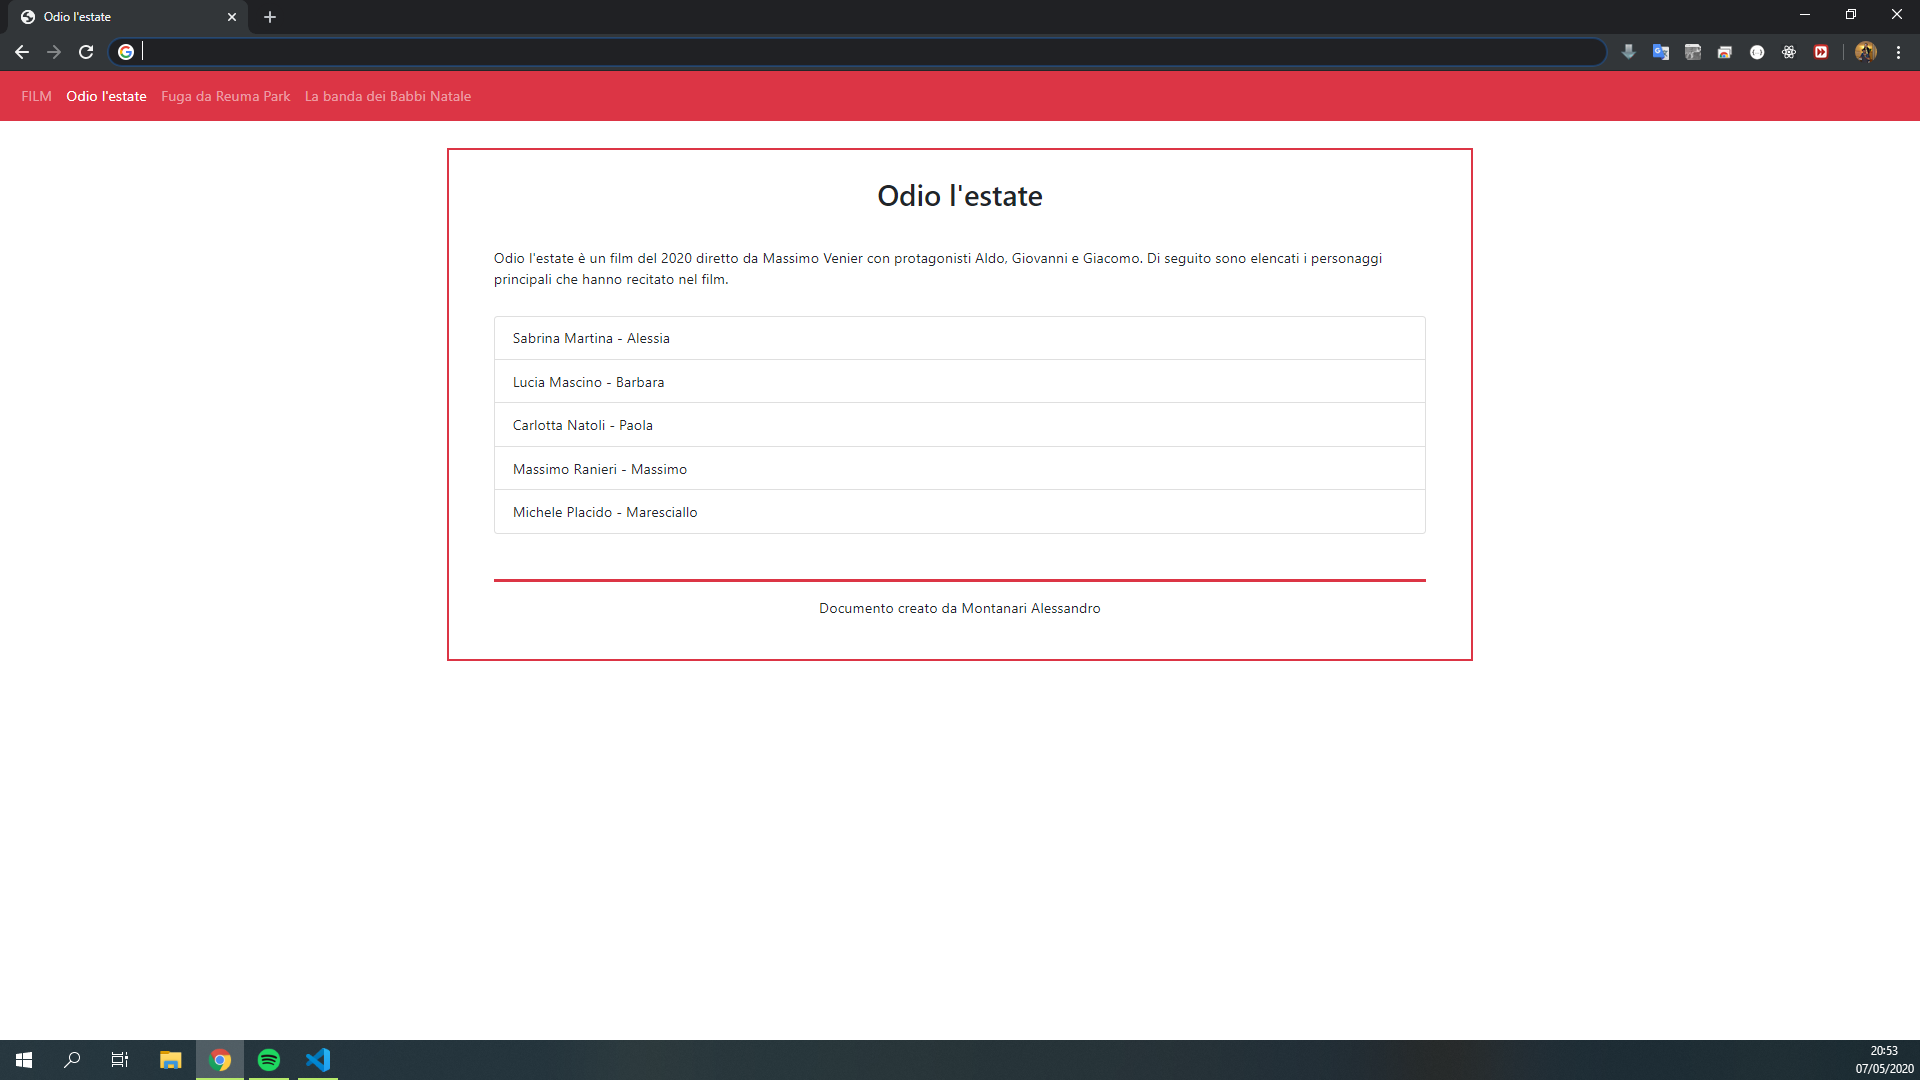 Odio l'estate
FILM Odio l'estate Fuga da Reuma Park La banda dei Babbi Natale
Odio l'estate
Odio l'estate è un film del 2020 diretto da Massimo Venier con protagonisti Aldo, Giovanni e Giacomo. Di seguito sono elencati i personaggi
principali che hanno recitato nel film.
Sabrina Martina - Alessia
Lucia Mascino - Barbara
Carlotta Natoli - Paola
Massimo Ranieri - Massimo
Michele Placido - Maresciallo
Documento creato da Montanari Alessandro
20:53
07/05/2020